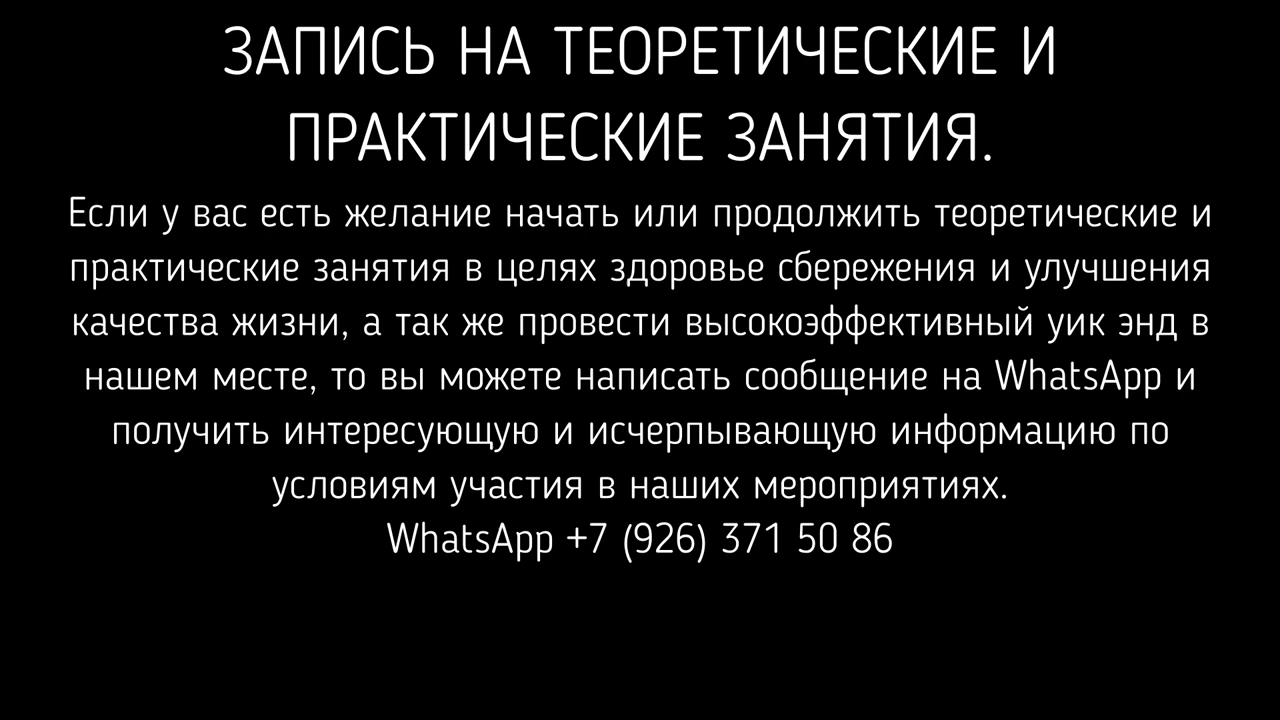 ЗАПИСЬ НА ТЕОРЕТИЧЕСКИЕ И
ПРАКТИЧЕСКИЕ ЗАНЯТИЯ.
Если у вас есть желание начать или продолжить теоретические и
практические занятия в целях здоровье сбережения и улучшения
качества жизни, а так же провести высокоэффективный уик энд в
нашем месте, то вы можете написать сообщение на WhatsApp и
получить интересующую и исчерпывающую информацию по
условиям участия в наших мероприятиях.
WhatsApp +7 (926) 371 50 86